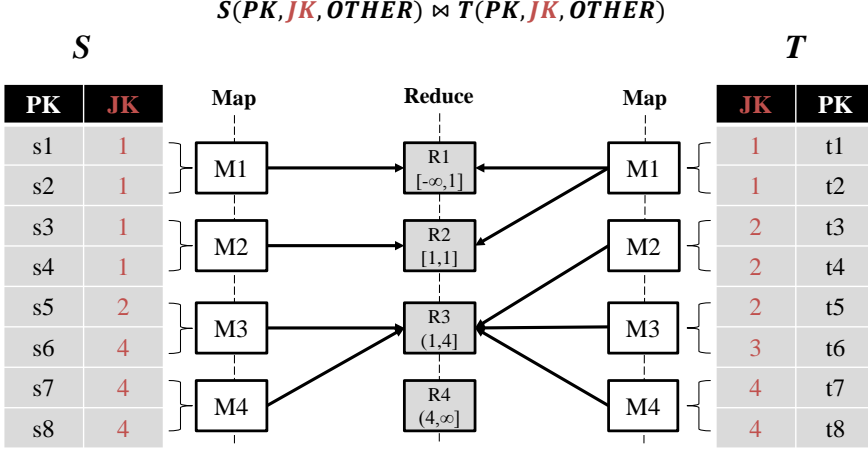 S(PK,JK,OTHER) ⋈ T(PK,JK,OTHER)
S T
PK JK Map Reduce Map JK PK
s1 1 1 t1
M1 R1 M1
[-∞,1]
s2 1 1 t2
s3 1 2 t3
M2 R2 M2
[1,1]
s4 1 2 t4
s5 2 2 t5
M3 R3 M3
(1,4]
s6 4 3 t6
s7 4 4 t7
M4 R4 M4
(4,∞]
s8 4 4 t8